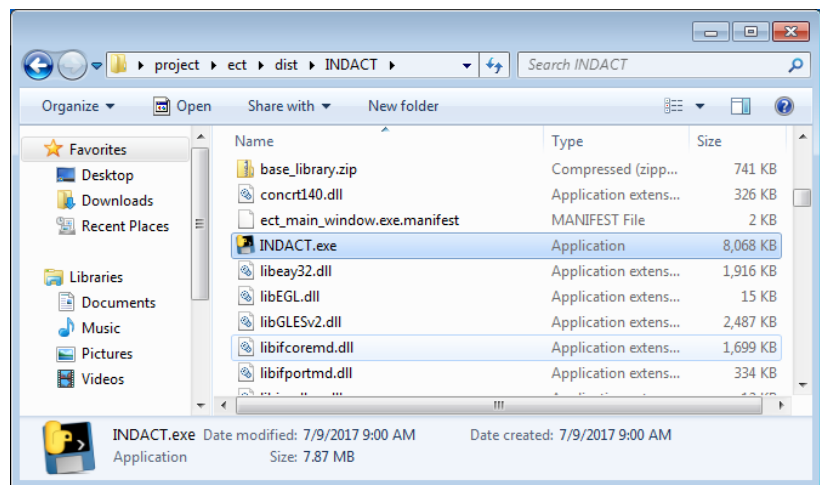 project ect dist INDACT Search INDACT
Organize Open Share with New folder
Favorites
Desktop
Downloads
Recent Places
Libraries
Documents
Music
Pictures
Videos
Name Type Size
base_library.zip Compressed (zipp... 741 KB
concrt140.dll Application extens... 326 KB
ect_main_window.exe.manifest MANIFEST File 2 KB
INDACT.exe Application 8,068 KB
libeay32.dll Application extens... 1,916 KB
libEGL.dll Application extens... 15 KB
libGLESv2.dll Application extens... 2,487 KB
libifcoremd.dll Application extens... 1,699 KB
libifportmd.dll Application extens... 334 KB
INDACT.exe Date modified: 7/9/2017 9:00 AM Date created: 7/9/2017 9:00 AM
Application Size: 7.87 MB